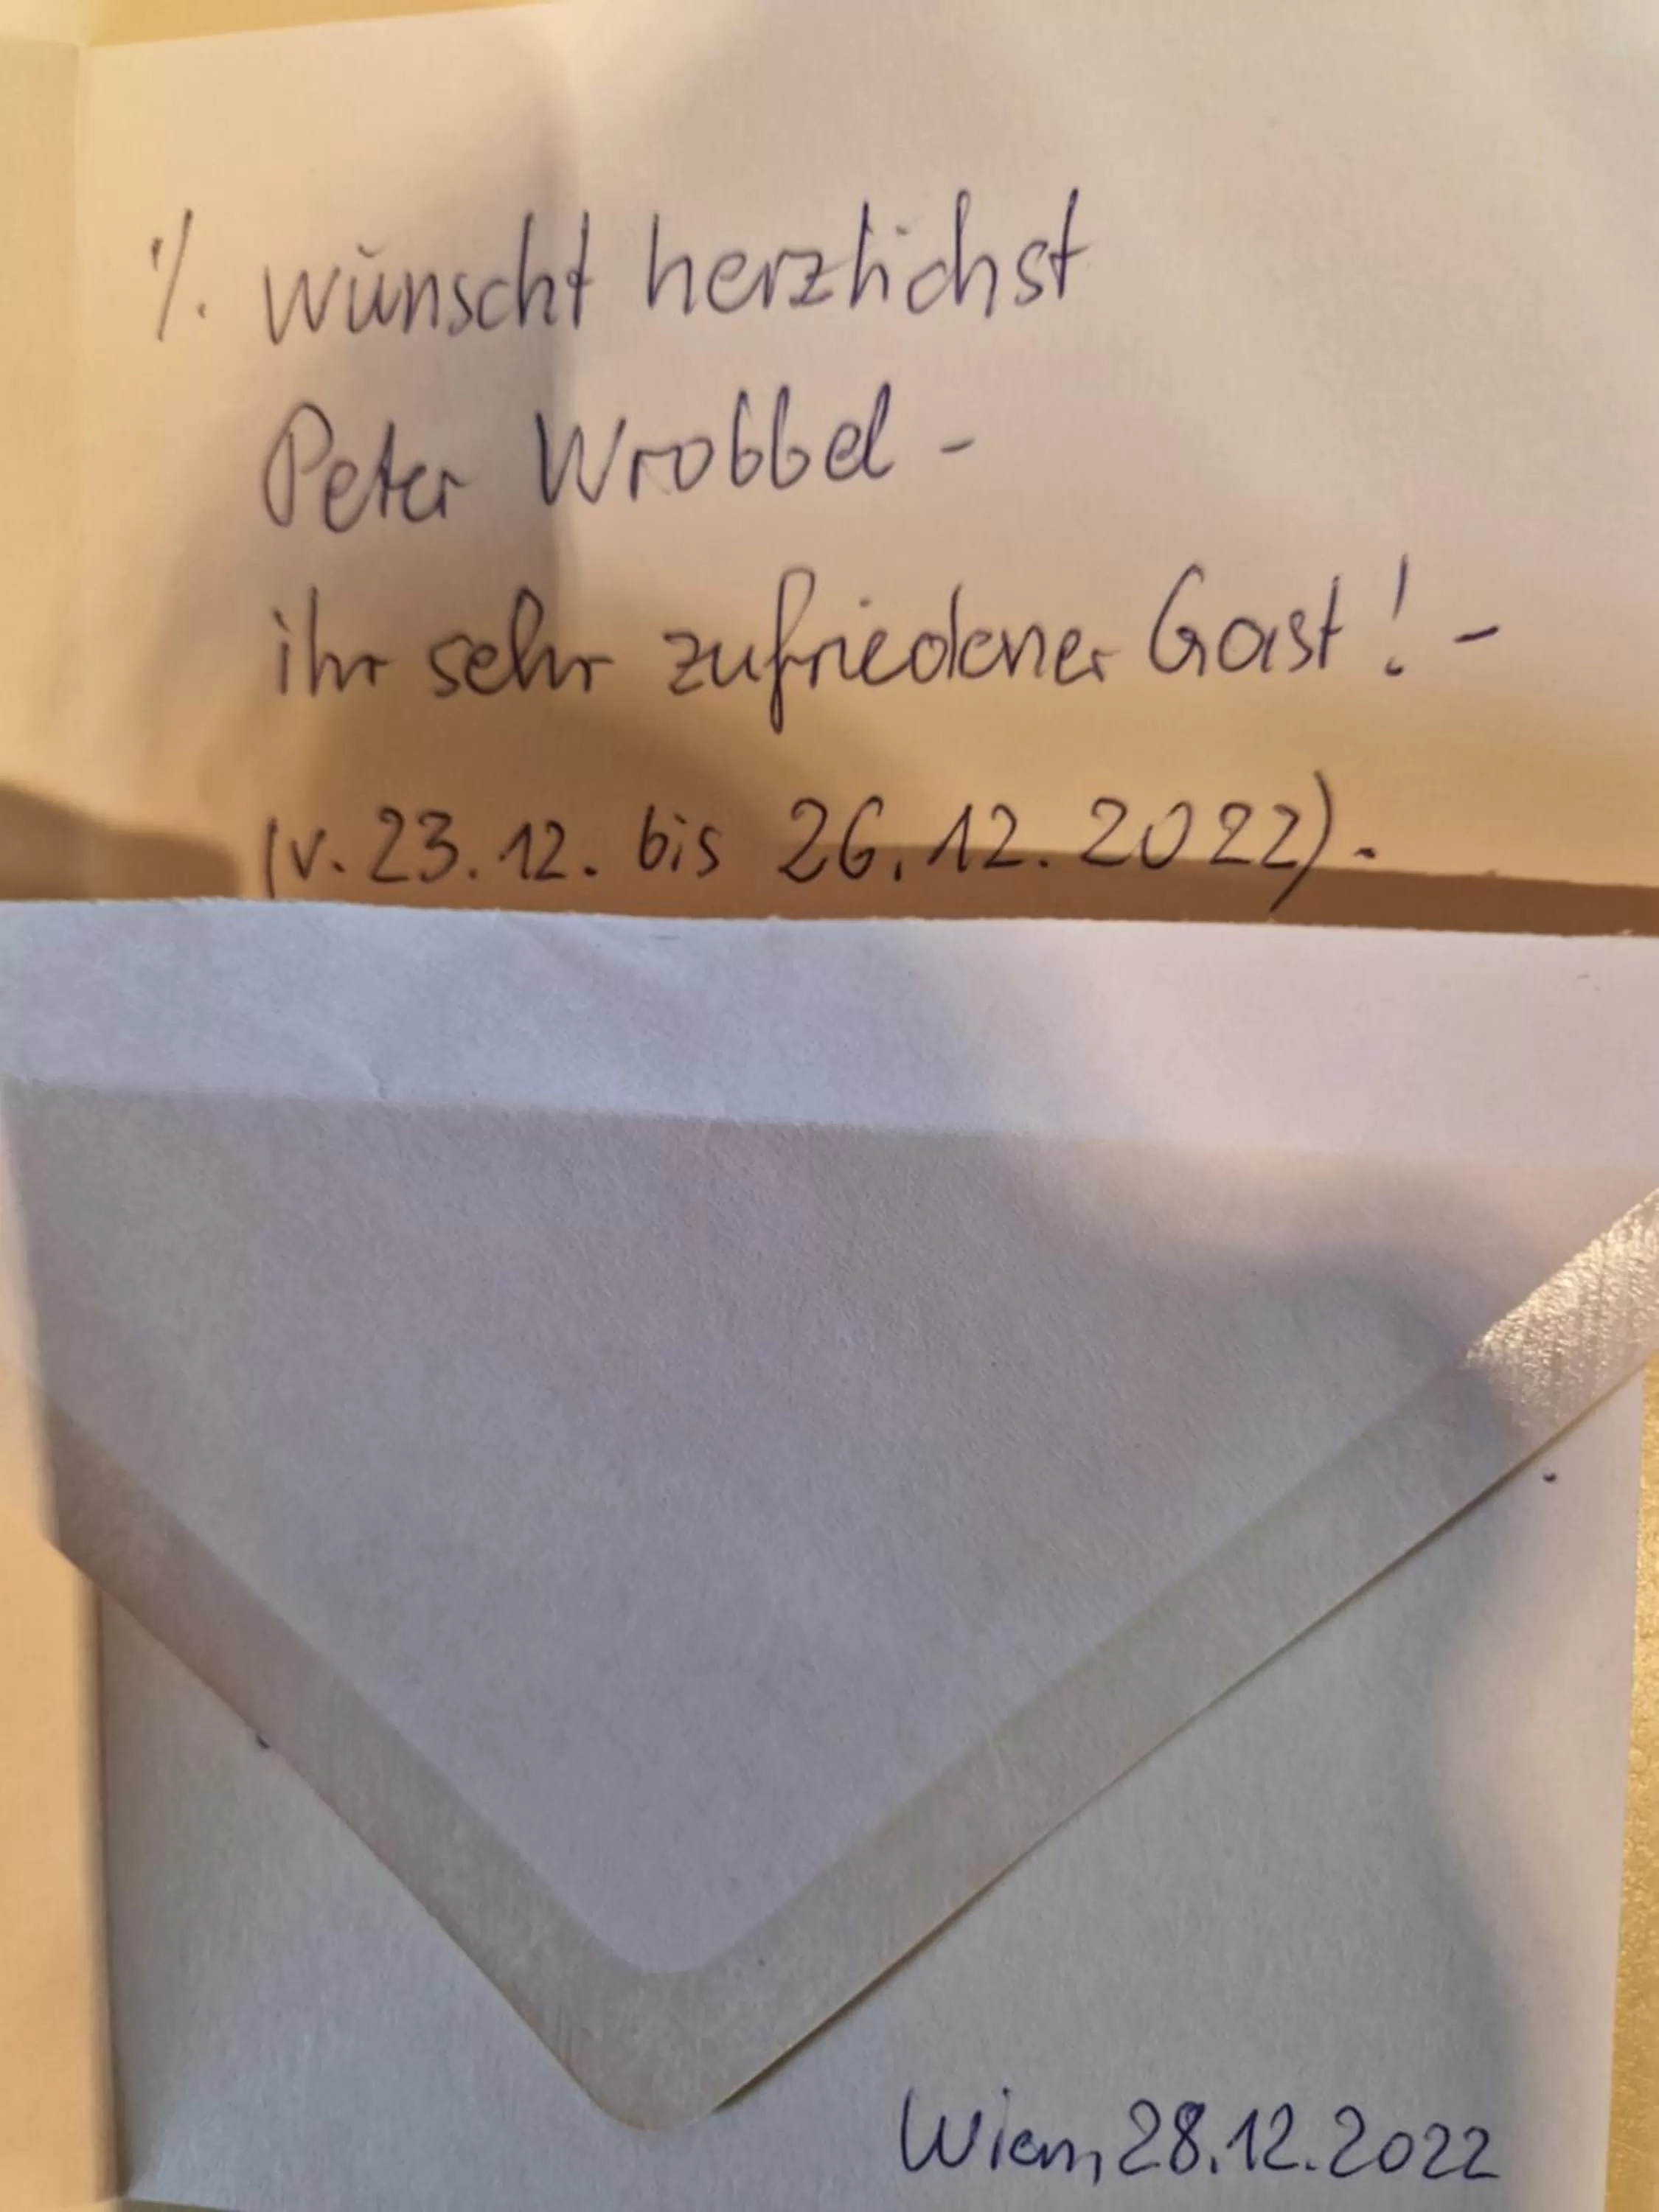 ./. wünscht herzlichst
Peter Wrobbel -
ihr sehr zufriedener Gast! -
(v. 23.12. bis 26.12.2022).
Wien, 28.12.2022